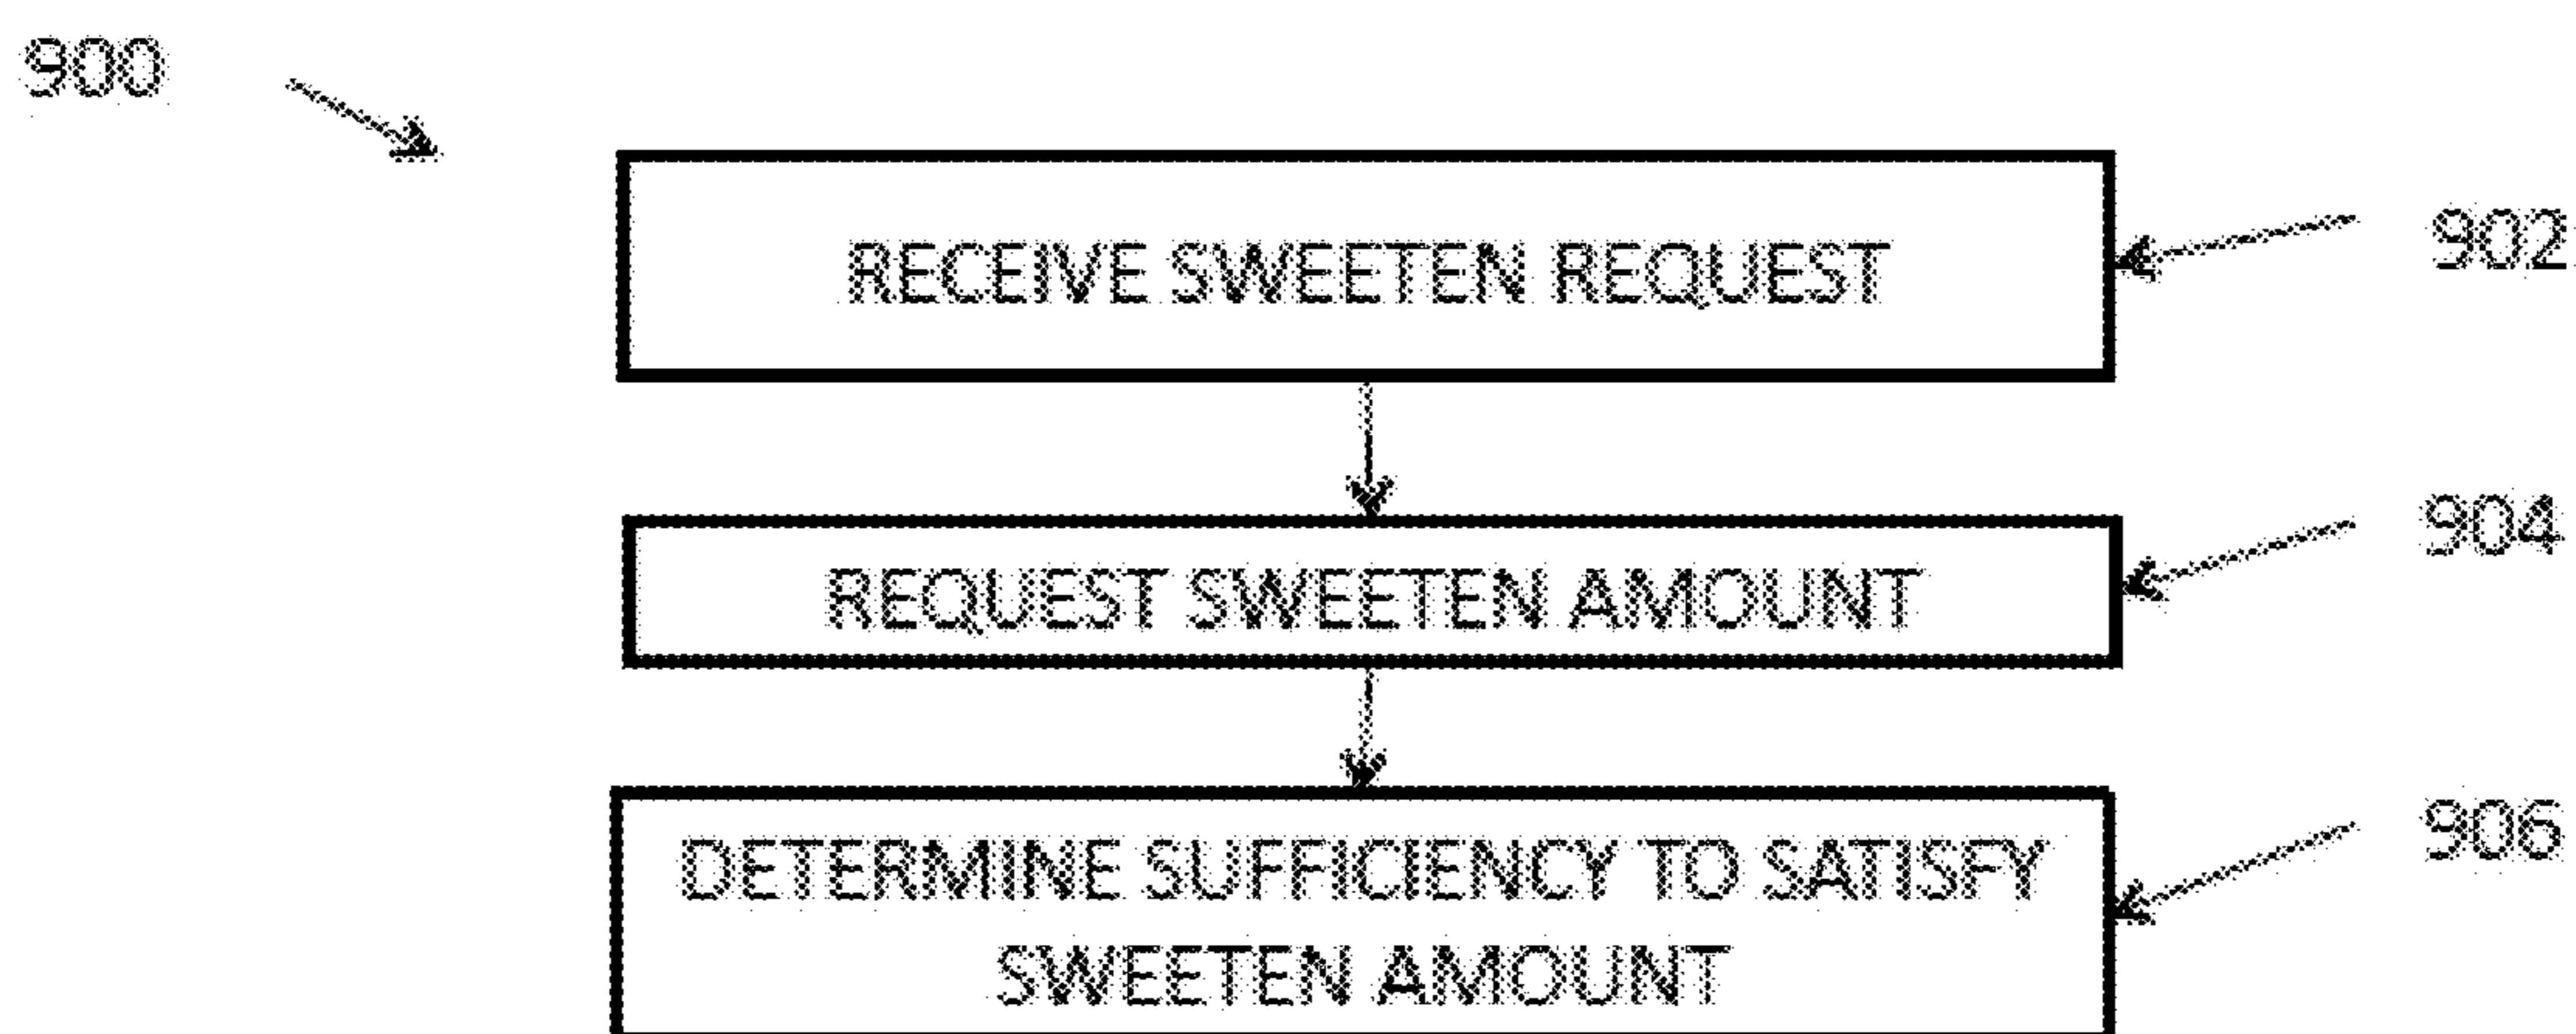 900
RECEIVE SWEETEN REQUEST
902
REQUEST SWEETEN AMOUNT
904
DETERMINE SUFFICIENCY TO SATISFY
SWEETEN AMOUNT
906